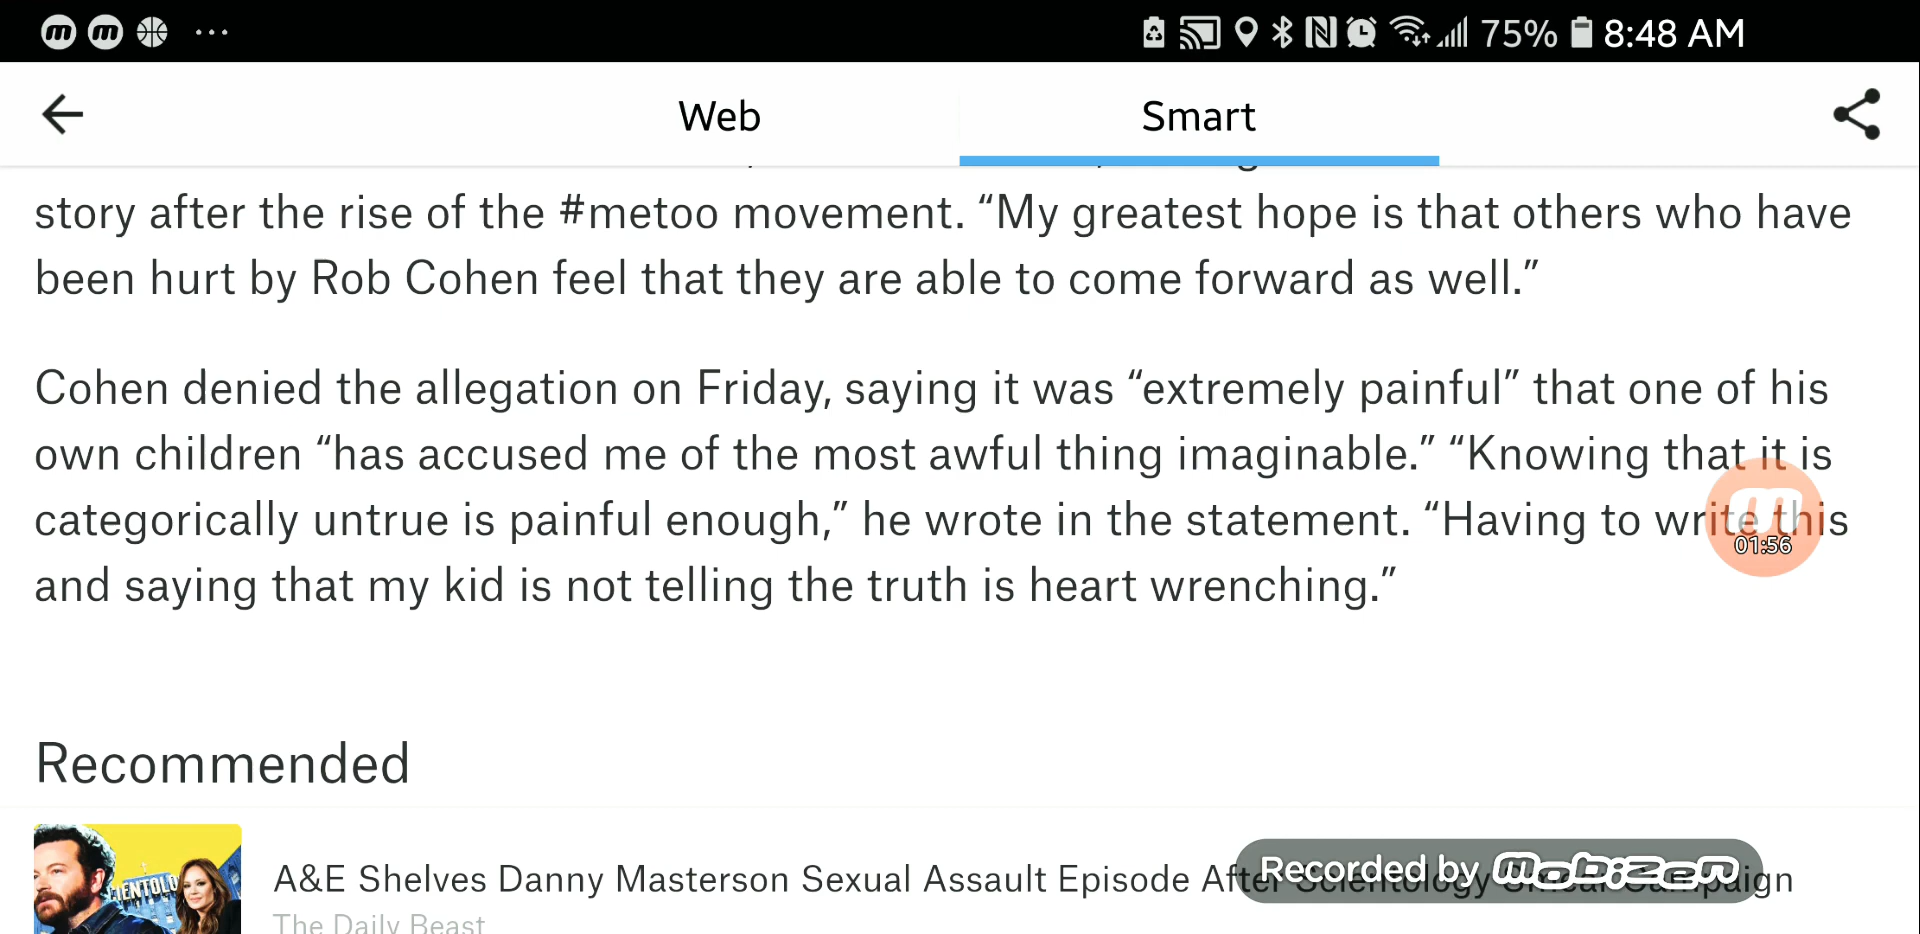 75% 8:48 AM
Web Smart
story after the rise of the #metoo movement. “My greatest hope is that others who have
been hurt by Rob Cohen feel that they are able to come forward as well.”
Cohen denied the allegation on Friday, saying it was “extremely painful” that one of his
own children “has accused me of the most awful thing imaginable.” “Knowing that it is
categorically untrue is painful enough,” he wrote in the statement. “Having to write this
01:56
and saying that my kid is not telling the truth is heart wrenching.”
Recommended
A&E Shelves Danny Masterson Sexual Assault Episode After Scientology Smear Campaign
Recorded by Mobizen
The Daily Beast